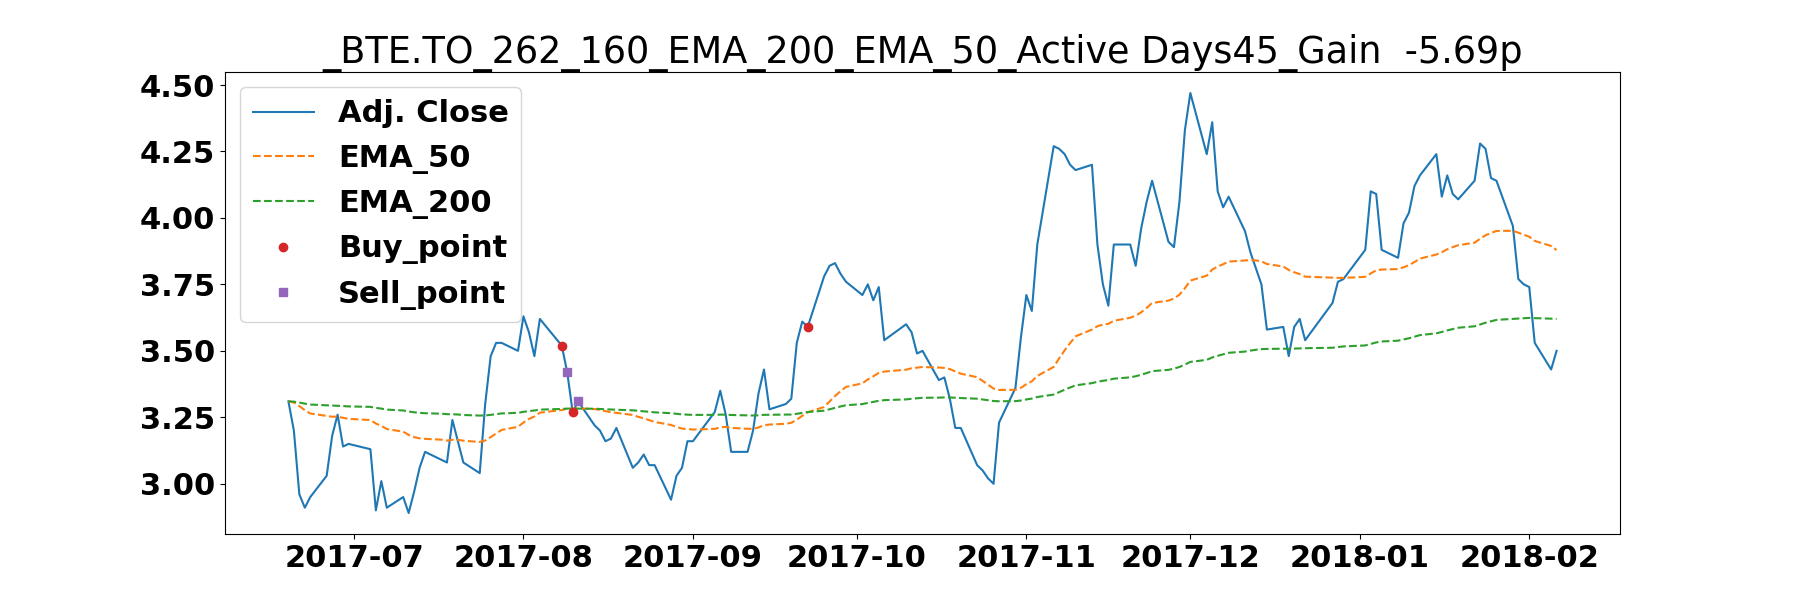 _BTE.TO_262_160_EMA_200_EMA_50_Active Days45_Gain  -5.69p
4.50
4.25
4.00
3.75
3.50
3.25
3.00
Adj. Close
EMA_50
EMA_200
Buy_point
Sell_point
2017-07 2017-08 2017-09 2017-10 2017-11 2017-12 2018-01 2018-02